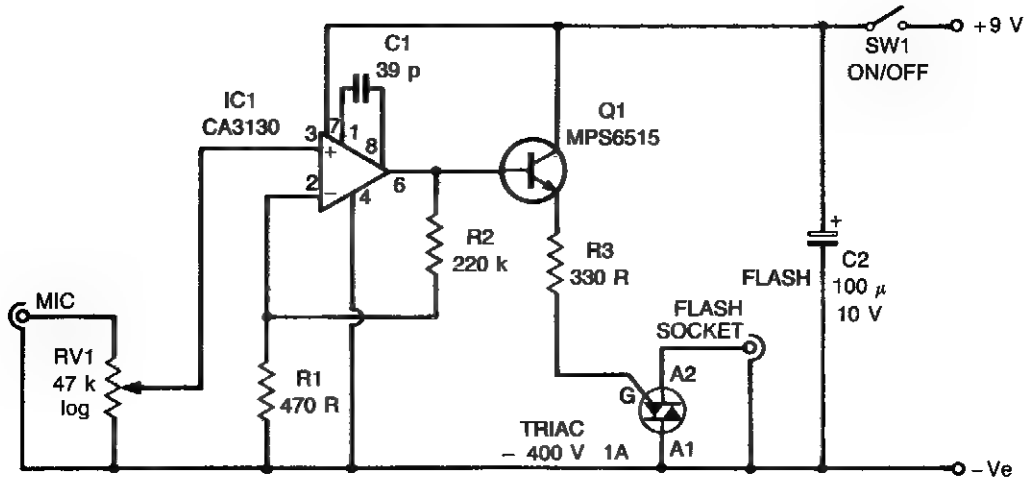 +9 V
SW1
ON/OFF
C1
39 p
IC1
CA3130
Q1
MPS6515
3
7
1
+
8
2
−
4
6
R2
220 k
R3
330 R
+
C2
100 μ
10 V
FLASH
FLASH
SOCKET
MIC
RV1
47 k
log
R1
470 R
G
A2
A1
TRIAC
– 400 V 1A
−Ve